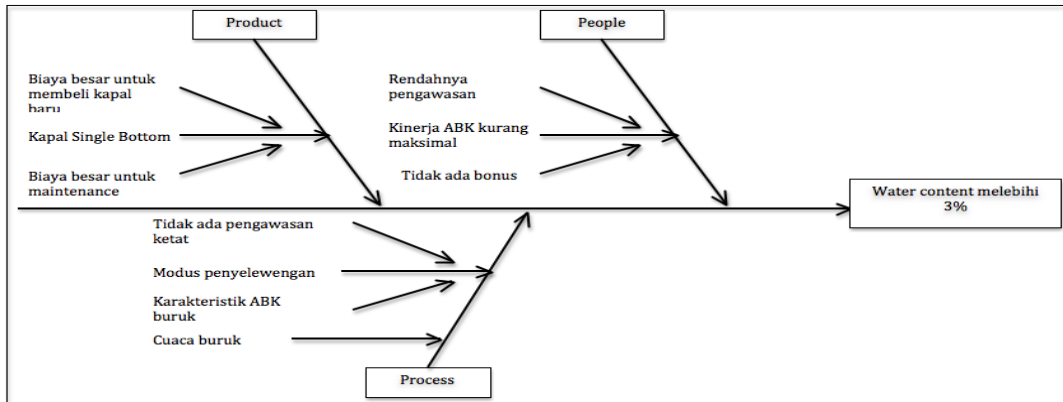 Product
People
Biaya besar untuk
membeli kapal
baru
Kapal Single Bottom
Biaya besar untuk
maintenance
Rendahnya
pengawasan
Kinerja ABK kurang
maksimal
Tidak ada bonus
Water content melebihi
3%
Tidak ada pengawasan
ketat
Modus penyelewengan
Karakteristik ABK
buruk
Cuaca buruk
Process